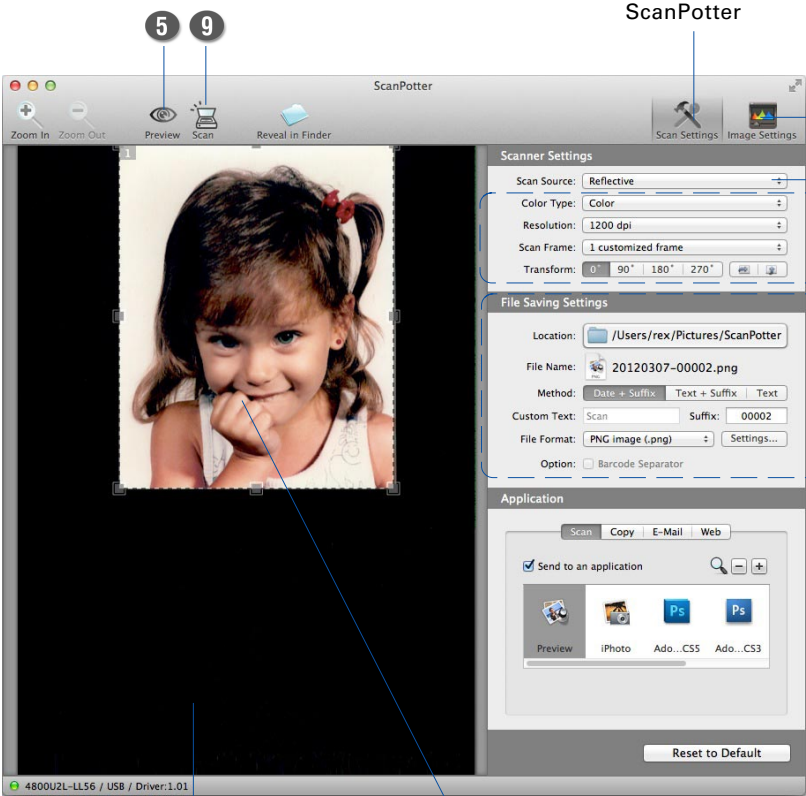 ScanPotter
5 9
ScanPotter
Zoom In Zoom Out Preview Scan Reveal in Finder Scan Settings Image Settings
1
Scanner Settings
Scan Source: Reflective
Color Type: Color
Resolution: 1200 dpi
Scan Frame: 1 customized frame
Transform: 0° 90° 180° 270°
File Saving Settings
Location: /Users/rex/Pictures/ScanPotter
File Name: 20120307-00002.png
Method: Date + Suffix Text + Suffix Text
Custom Text: Scan Suffix: 00002
File Format: PNG image (.png) Settings...
Option: Barcode Separator
Application
Scan Copy E-Mail Web
Send to an application
Ps Ps
Preview iPhoto Ado...CS5 Ado...CS3
Reset to Default
4800U2L-LL56 / USB / Driver:1.01